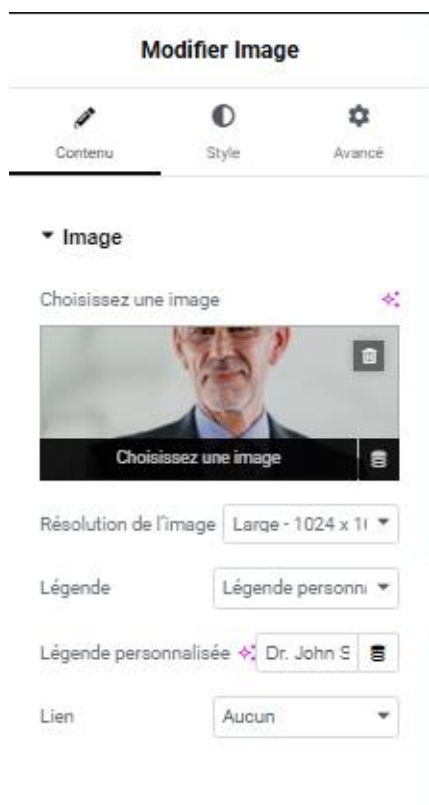 Modifier Image
Contenu Style Avancé
Image
Choisissez une image
Choisissez une image
Résolution de l'image Large - 1024 x 1
Légende Légende personn
Légende personnalisée Dr. John S
Lien Aucun